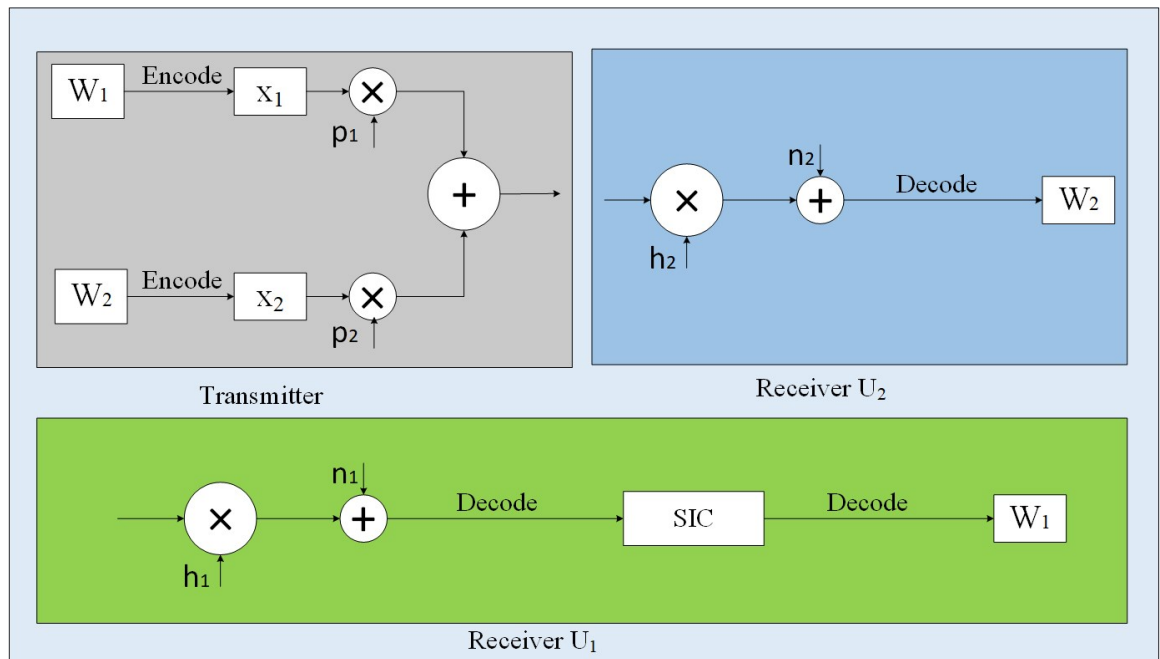 W₁ Encode x₁ × p₁
+
W₂ Encode x₂ × p₂
Transmitter
× h₂ n₂ + Decode W₂
Receiver U₂
× h₁ n₁ + Decode SIC Decode W₁
Receiver U₁